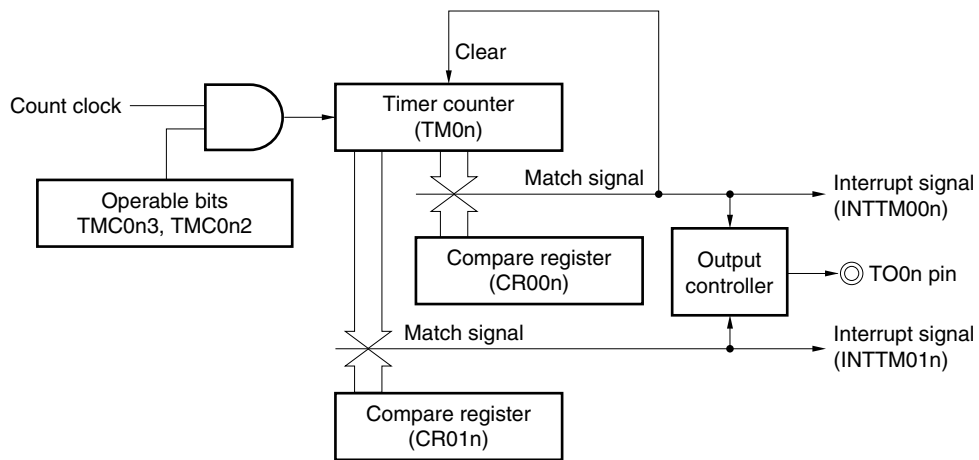 Clear
Count clock
Timer counter
(TM0n)
Operable bits
TMC0n3, TMC0n2
Match signal
Interrupt signal
(INTTM00n)
Compare register
(CR00n)
Output
controller
TO0n pin
Match signal
Interrupt signal
(INTTM01n)
Compare register
(CR01n)